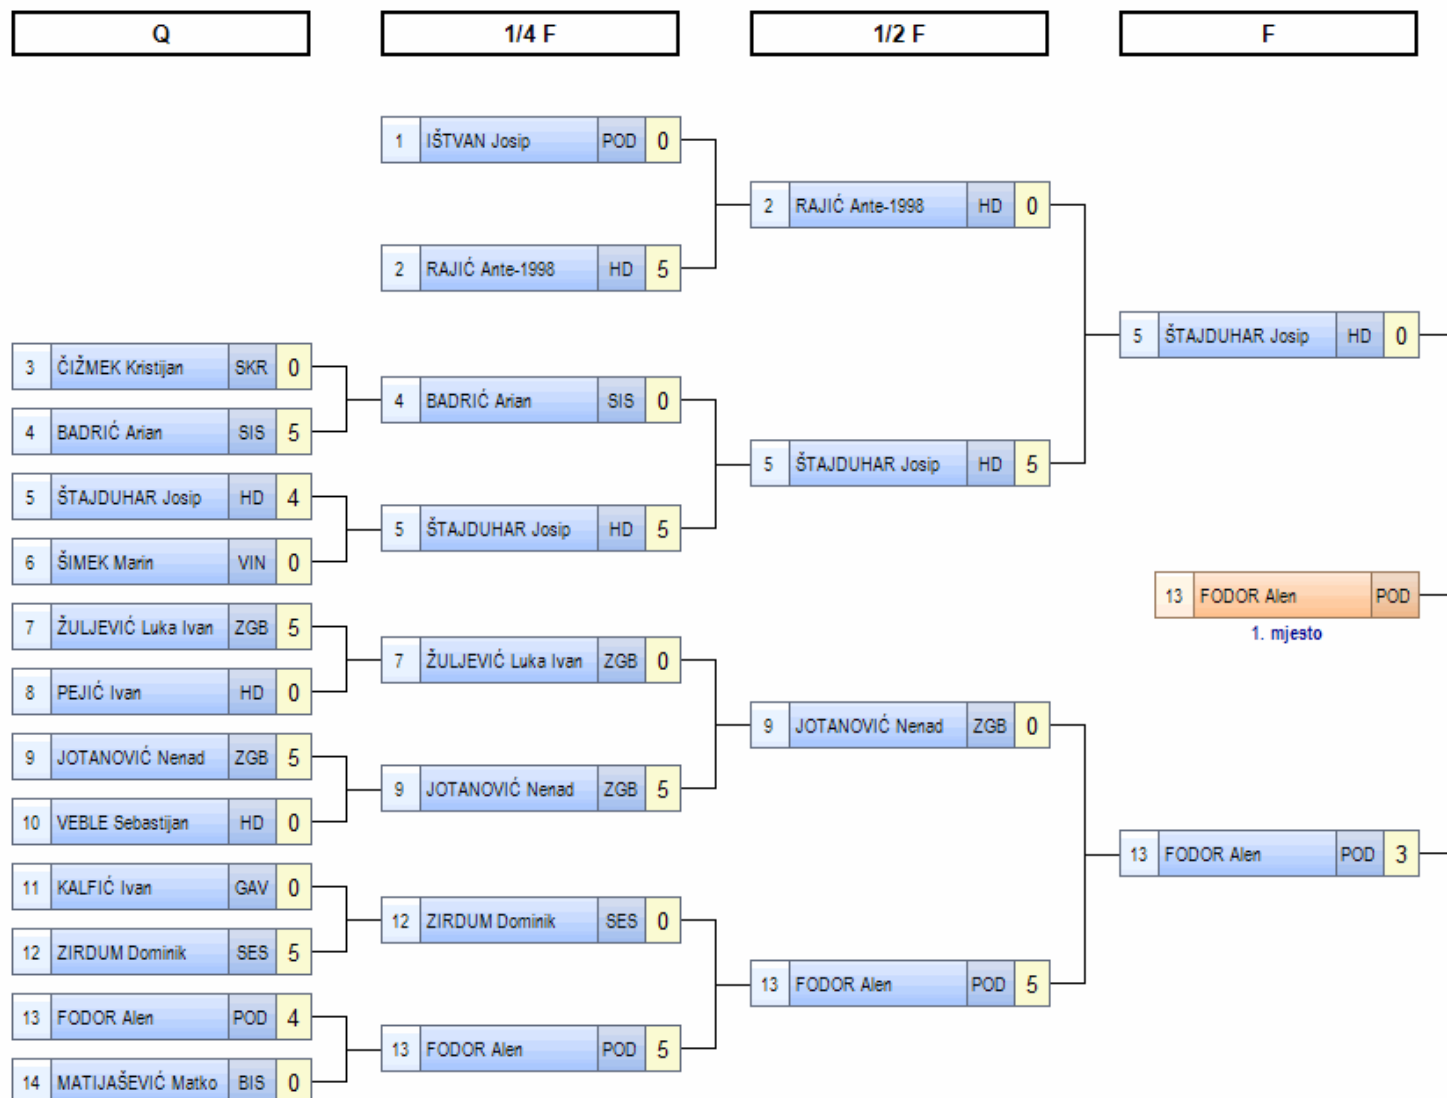 Q
1/4 F
1/2 F
F
1 IŠTVAN Josip POD 0
2 RAJIĆ Ante-1998 HD 0
2 RAJIĆ Ante-1998 HD 5
5 ŠTAJDUHAR Josip HD 0
3 ČIŽMEK Kristijan SKR 0
4 BADRIĆ Arian SIS 0
4 BADRIĆ Arian SIS 5
5 ŠTAJDUHAR Josip HD 5
5 ŠTAJDUHAR Josip HD 4
5 ŠTAJDUHAR Josip HD 5
6 ŠIMEK Marin VIN 0
13 FODOR Alen POD
1. mjesto
7 ŽULJEVIĆ Luka Ivan ZGB 5
7 ŽULJEVIĆ Luka Ivan ZGB 0
8 PEJIĆ Ivan HD 0
9 JOTANOVIĆ Nenad ZGB 0
9 JOTANOVIĆ Nenad ZGB 5
9 JOTANOVIĆ Nenad ZGB 5
10 VEBLE Sebastijan HD 0
13 FODOR Alen POD 3
11 KALFIĆ Ivan GAV 0
12 ZIRDUM Dominik SES 0
12 ZIRDUM Dominik SES 5
13 FODOR Alen POD 5
13 FODOR Alen POD 4
13 FODOR Alen POD 5
14 MATIJAŠEVIĆ Matko BIS 0